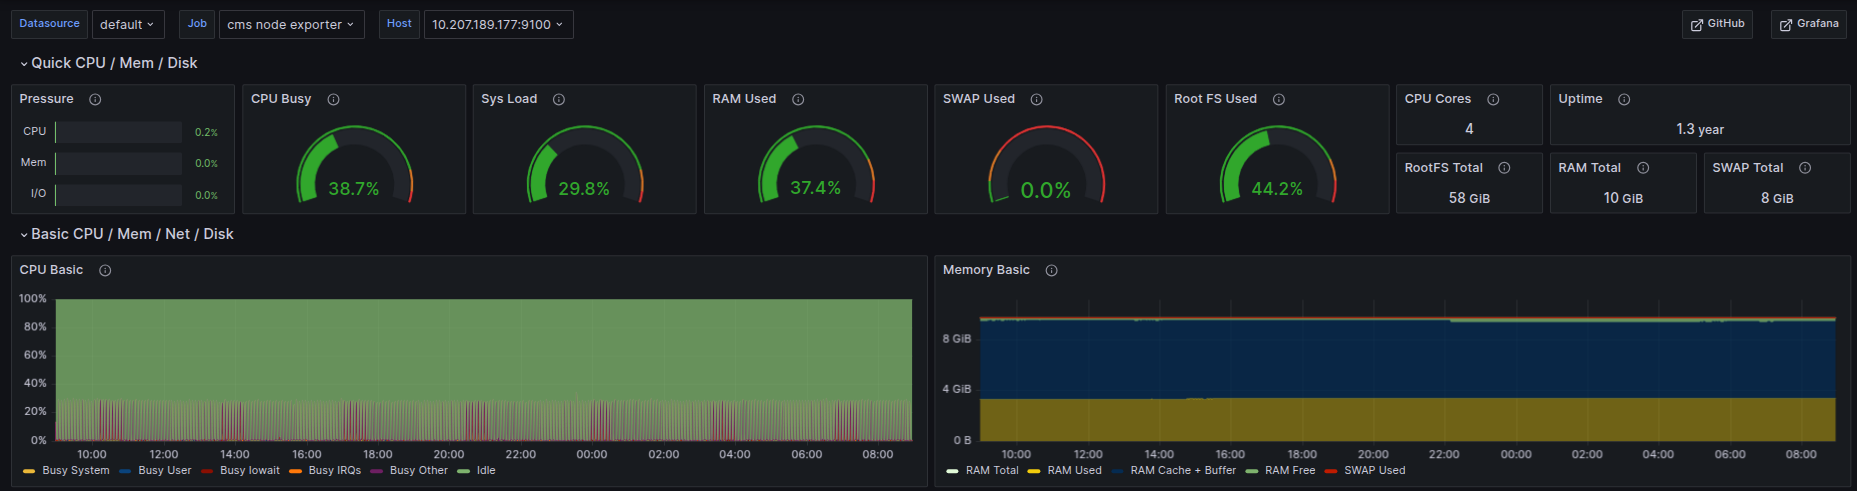 Datasource default Job cms node exporter Host 10.207.189.177:9100 GitHub Grafana
Quick CPU / Mem / Disk
Pressure
CPU 0.2%
Mem 0.0%
I/O 0.0%
CPU Busy
38.7%
Sys Load
29.8%
RAM Used
37.4%
SWAP Used
0.0%
Root FS Used
44.2%
CPU Cores
4
Uptime
1.3 year
RootFS Total
58 GiB
RAM Total
10 GiB
SWAP Total
8 GiB
Basic CPU / Mem / Net / Disk
CPU Basic
100%
80%
60%
40%
20%
0%
10:00 12:00 14:00 16:00 18:00 20:00 22:00 00:00 02:00 04:00 06:00 08:00
Busy System Busy User Busy Iowait Busy IRQs Busy Other Idle
Memory Basic
8 GiB
4 GiB
0 B
10:00 12:00 14:00 16:00 18:00 20:00 22:00 00:00 02:00 04:00 06:00 08:00
RAM Total RAM Used RAM Cache + Buffer RAM Free SWAP Used